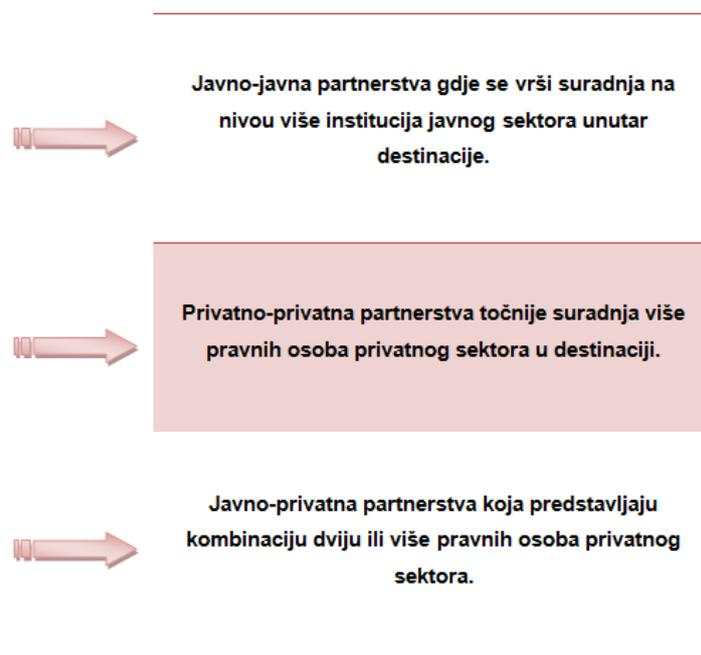 Javno-javna partnerstva gdje se vrši suradnja na
nivou više institucija javnog sektora unutar
destinacije.
Privatno-privatna partnerstva točnije suradnja više
pravnih osoba privatnog sektora u destinaciji.
Javno-privatna partnerstva koja predstavljaju
kombinaciju dviju ili više pravnih osoba privatnog
sektora.